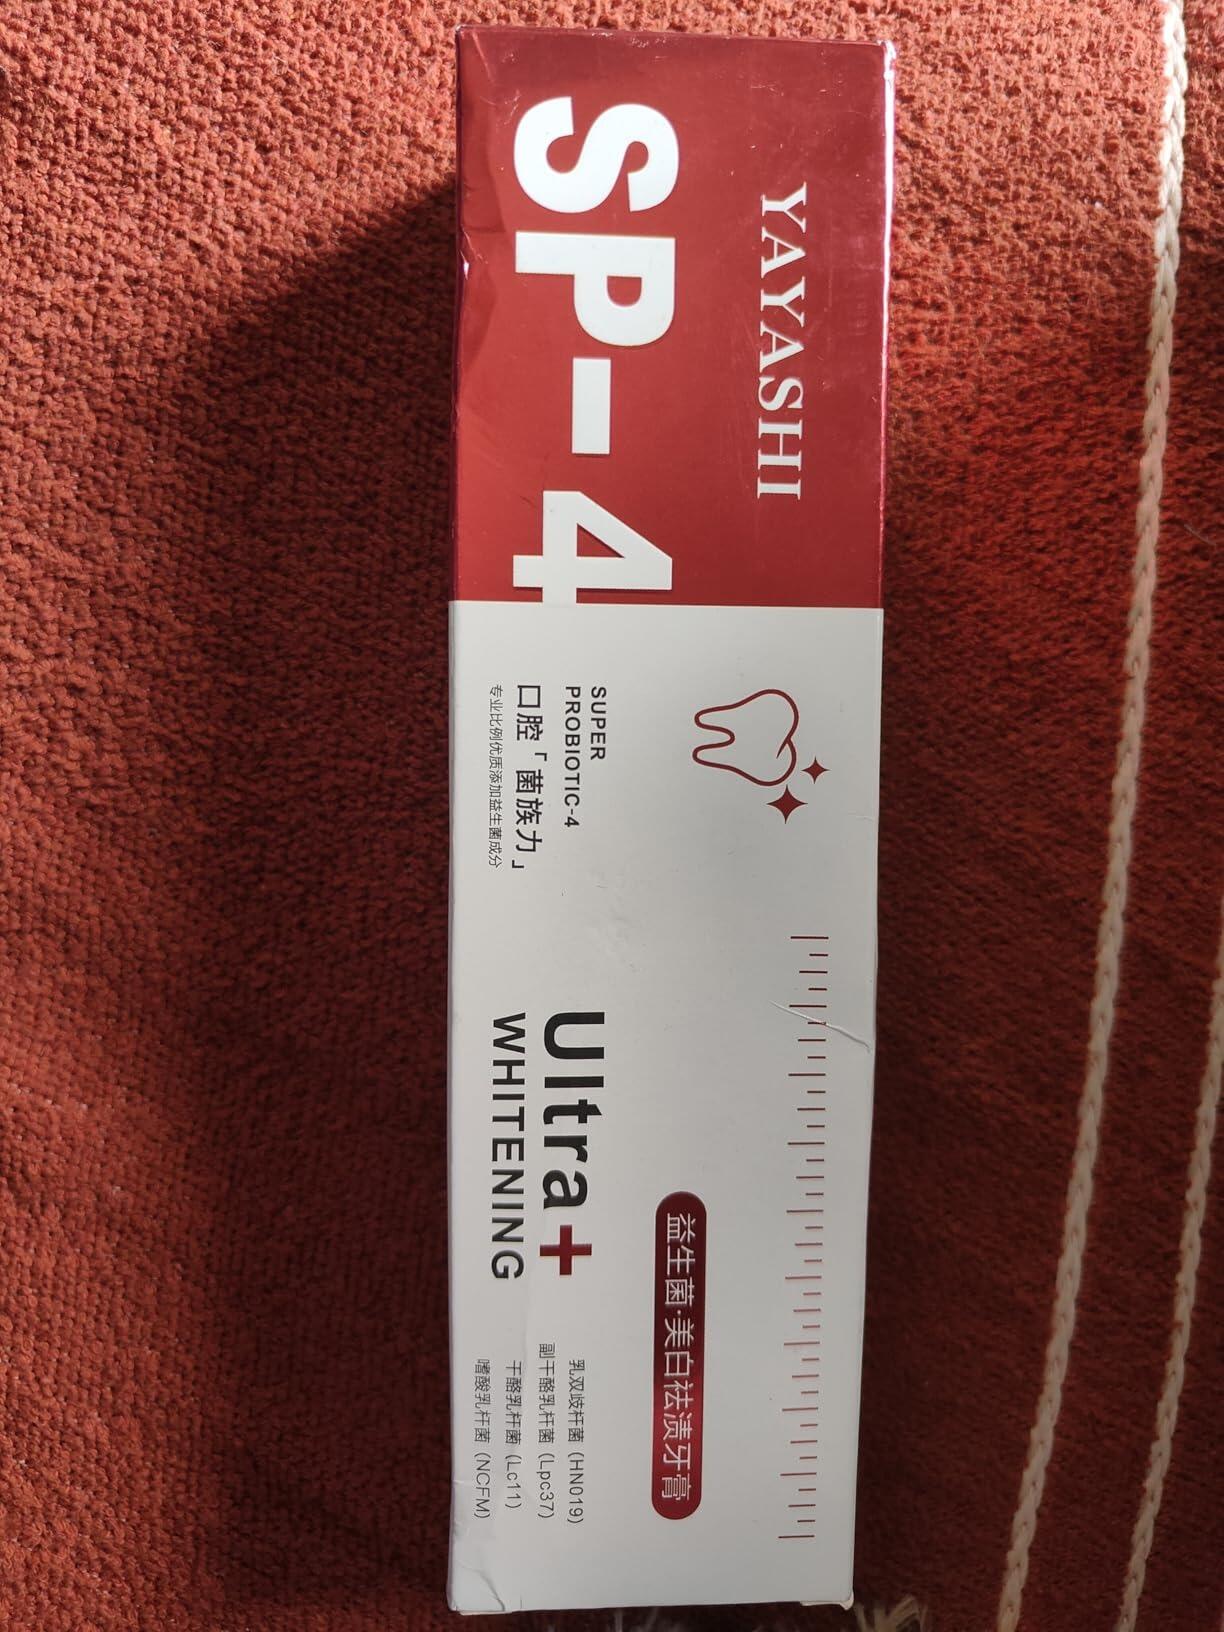 YAYASHI
SP-4
SUPER
PROBIOTIC-4
口腔「菌族力」
专业比例优质添加益生菌成分
益生菌·美白祛渍牙膏
Ultra+
WHITENING
乳双歧杆菌 (HN019)
副干酪乳杆菌 (Lpc37)
干酪乳杆菌 (Lc11)
嗜酸乳杆菌 (NCFM)